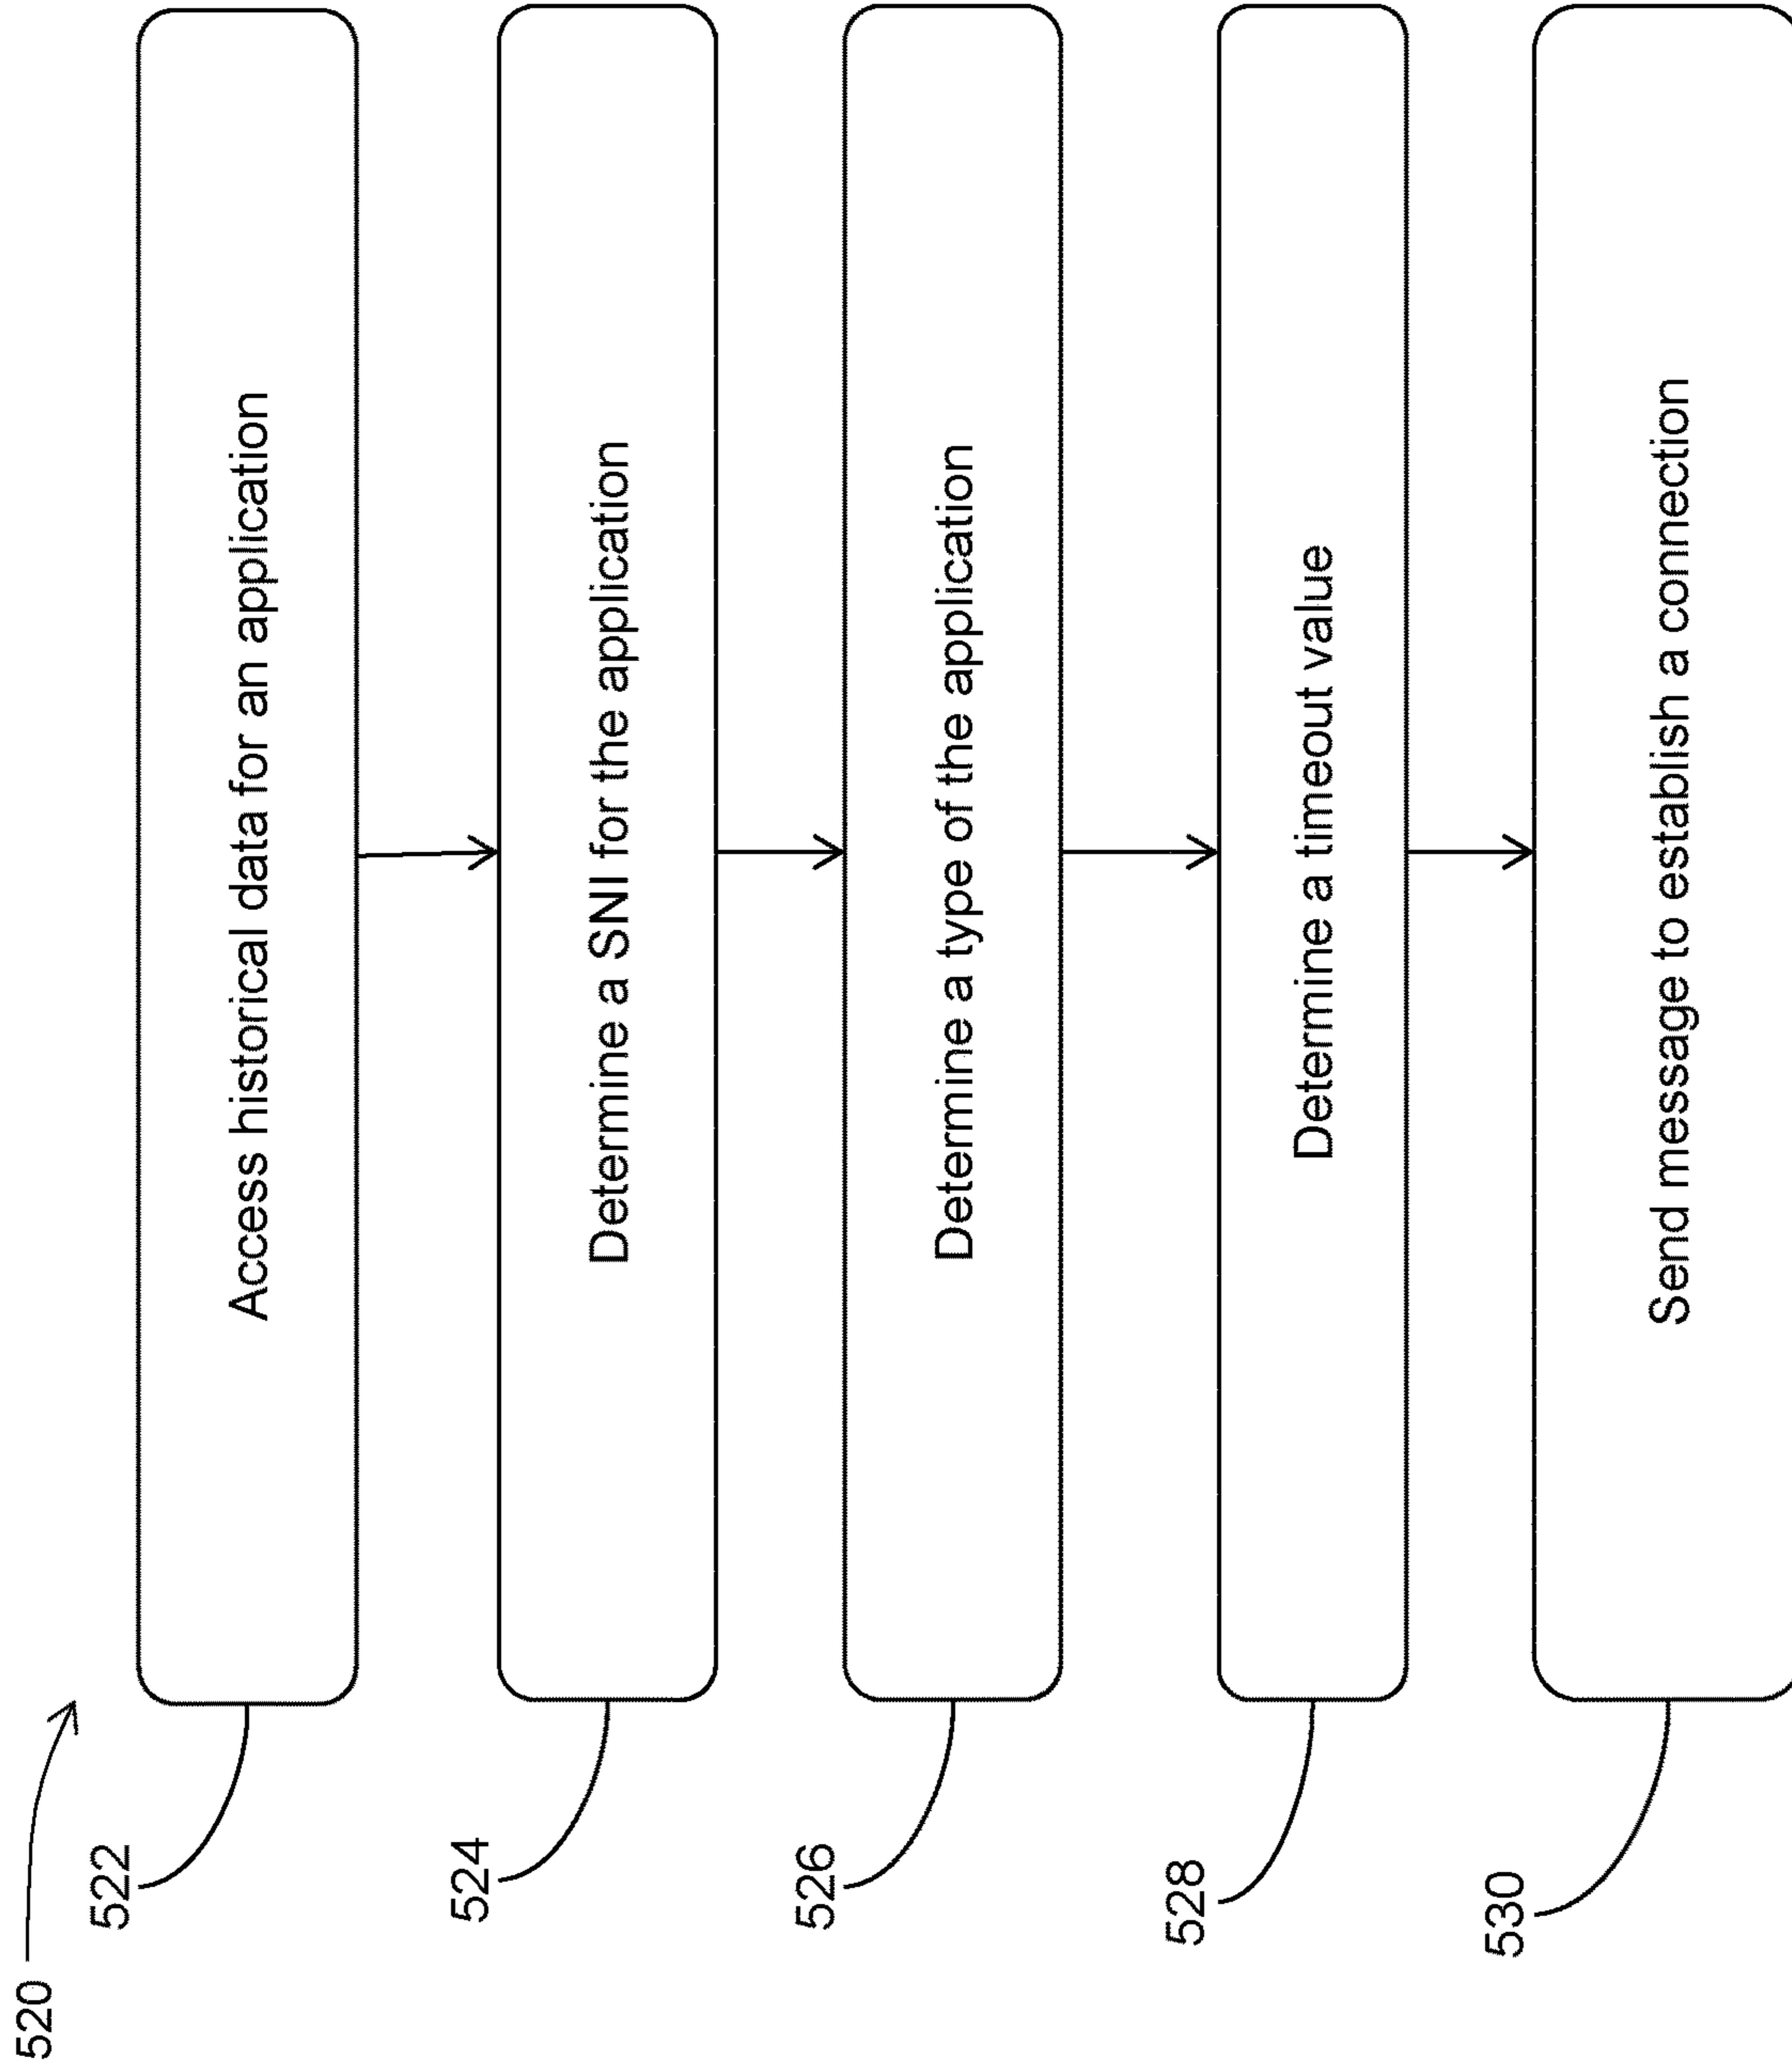 520
522
Access historical data for an application
524
Determine a SNI for the application
526
Determine a type of the application
528
Determine a timeout value
530
Send message to establish a connection